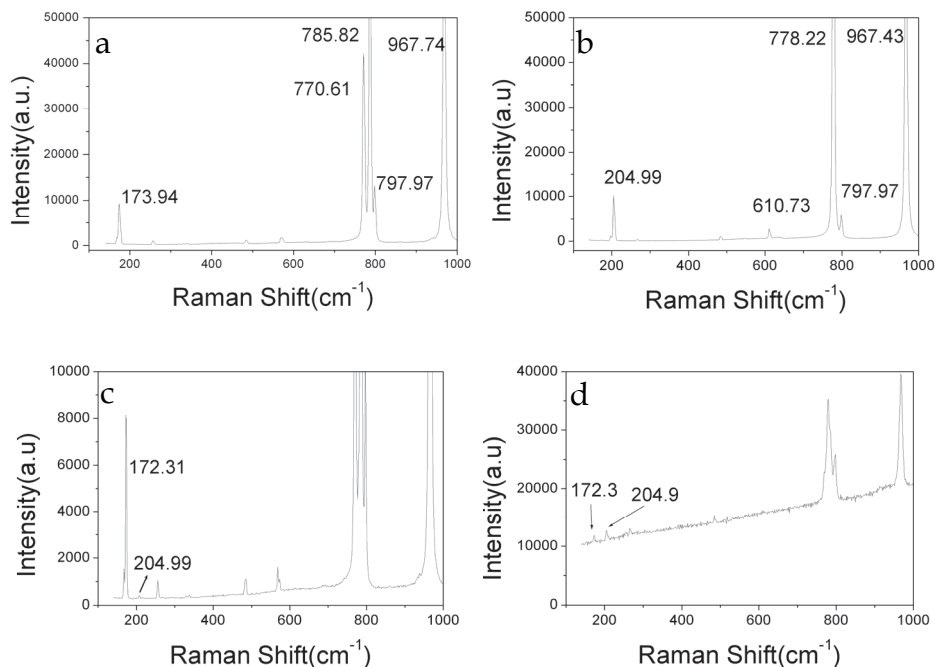 a
785.82
967.74
770.61
797.97
173.94
50000
40000
30000
20000
10000
0
200 400 600 800 1000
Intensity(a.u.)
Raman Shift(cm⁻¹)
b
778.22
967.43
204.99
797.97
610.73
50000
40000
30000
20000
10000
0
200 400 600 800 1000
Intensity(a.u)
Raman Shift(cm⁻¹)
c
172.31
204.99
10000
8000
6000
4000
2000
0
200 400 600 800 1000
Intensity(a.u)
Raman Shift(cm⁻¹)
d
172.3
204.9
40000
30000
20000
10000
0
200 400 600 800 1000
Intensity(a.u)
Raman Shift(cm⁻¹)